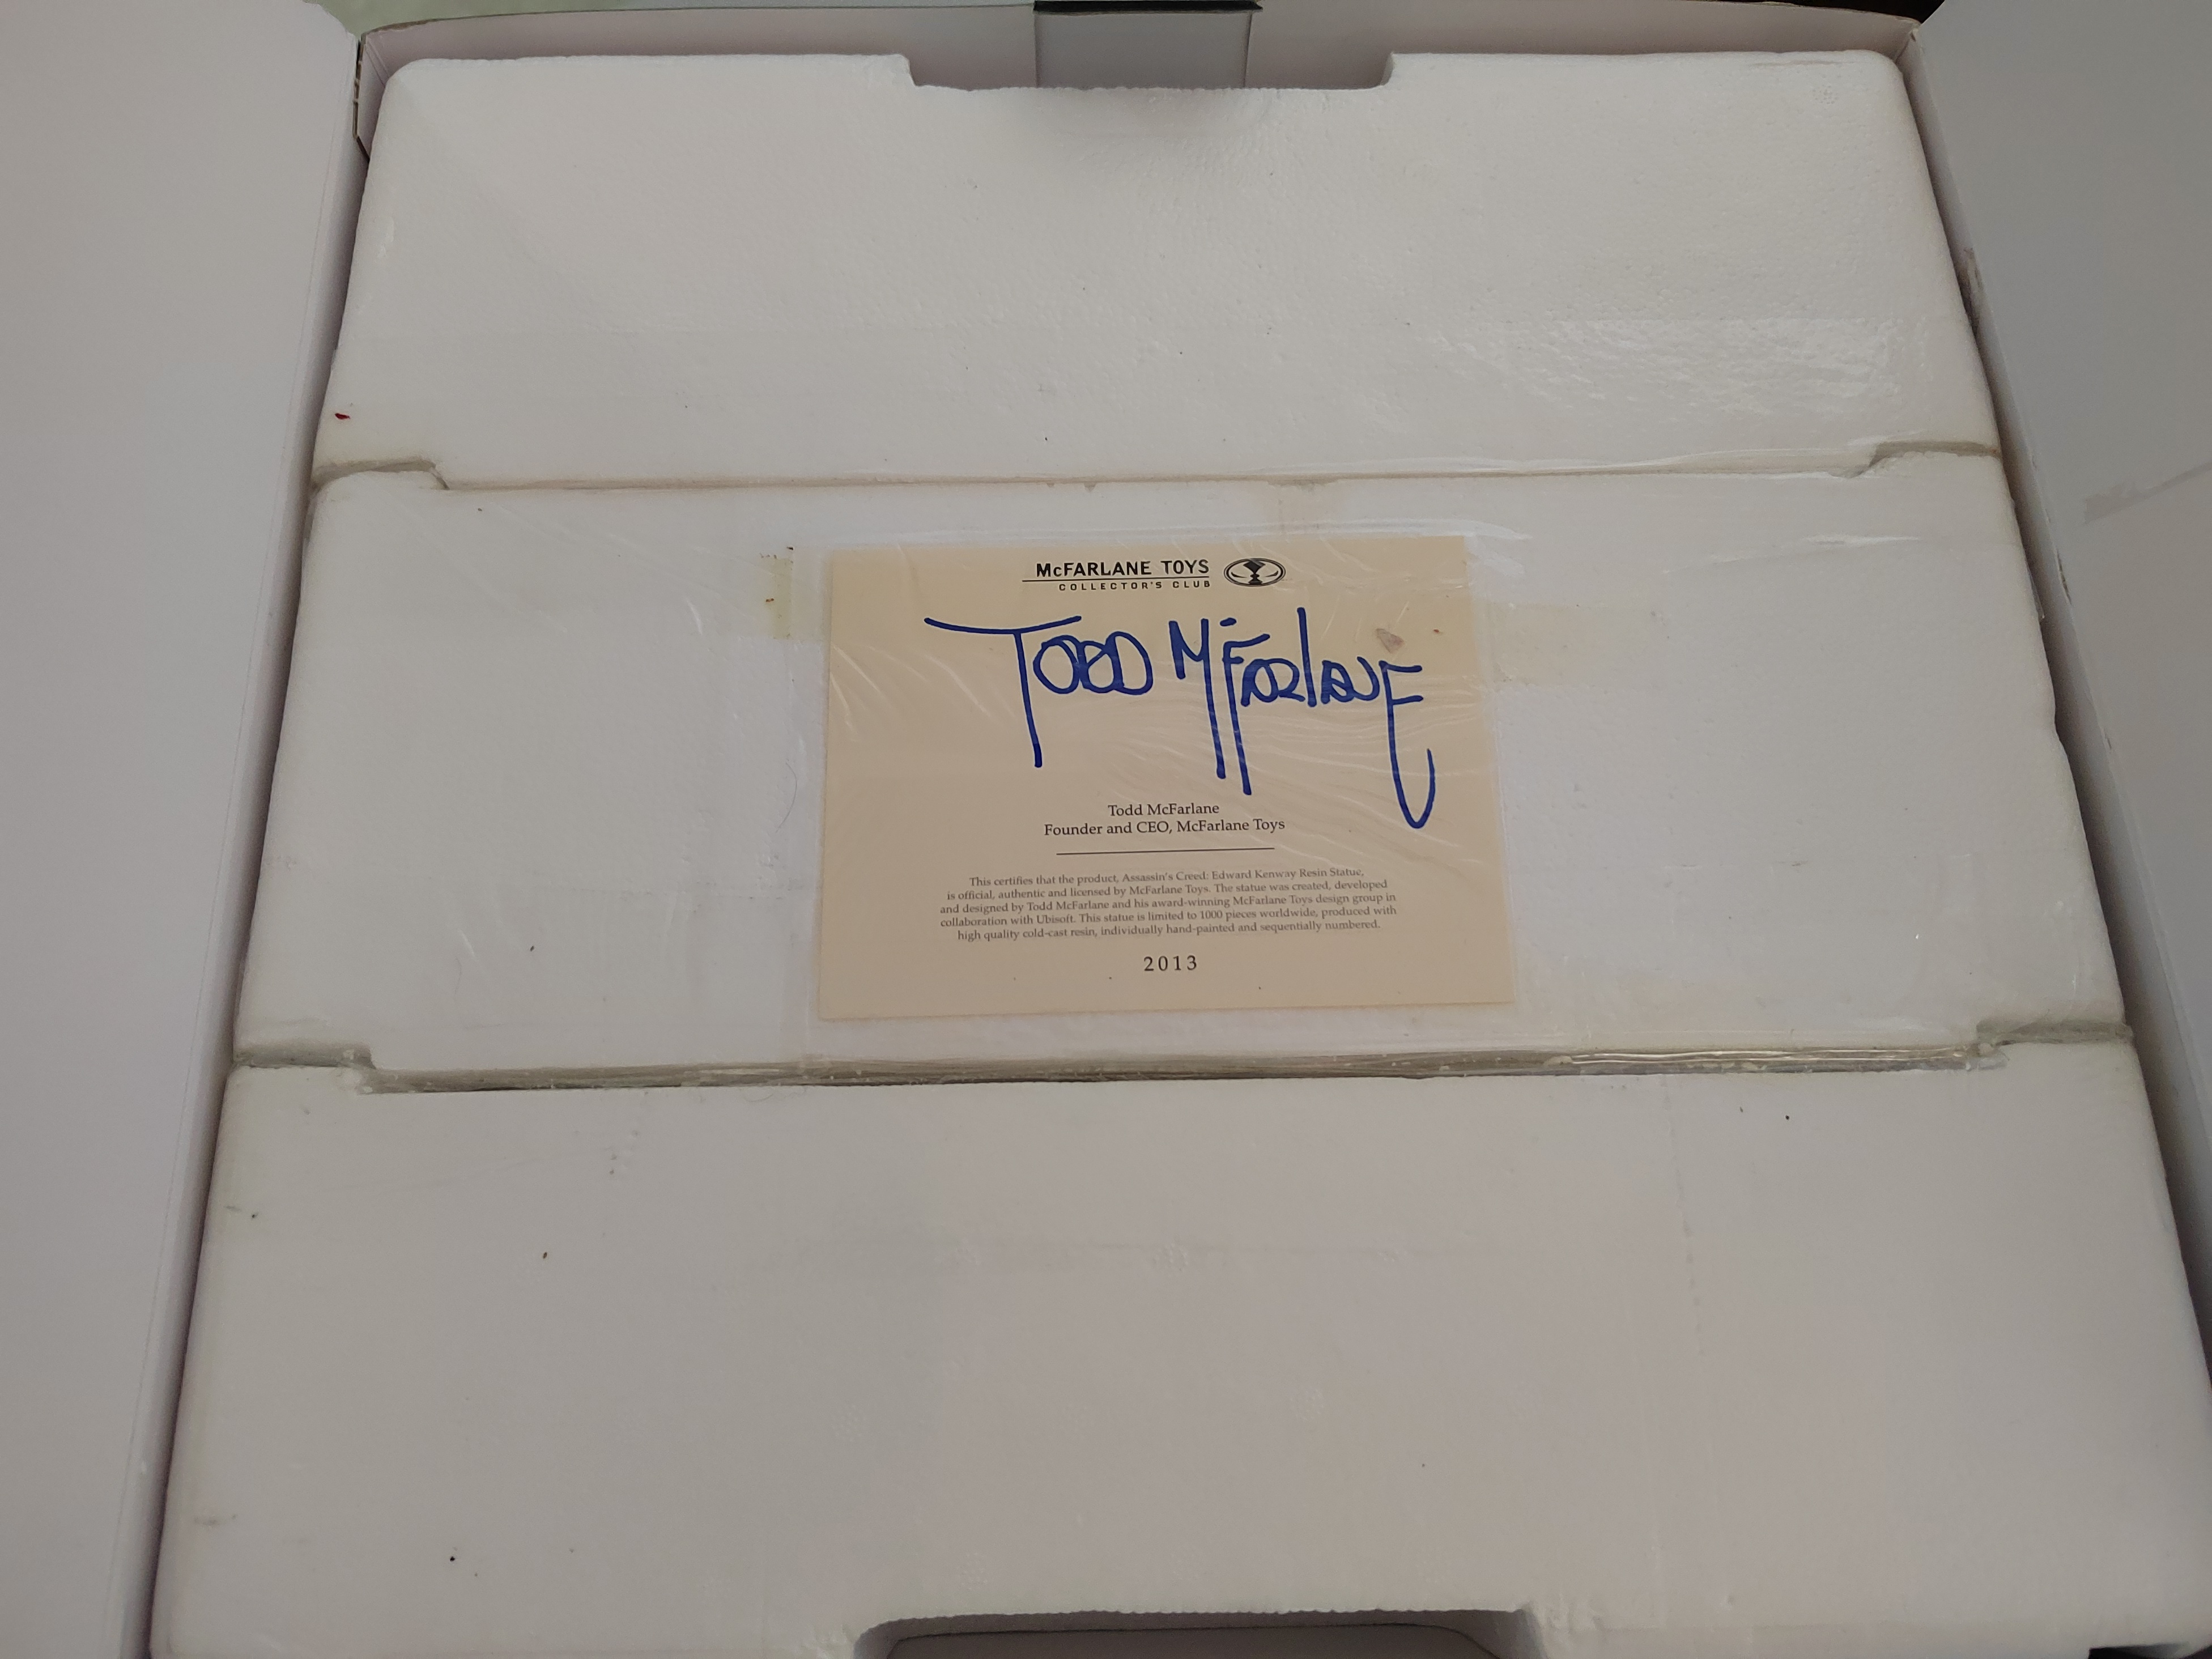 McFARLANE TOYS
COLLECTOR'S CLUB
TODD McFARLANE
Todd McFarlane
Founder and CEO, McFarlane Toys
This certifies that the product, Assassin's Creed: Edward Kenway Resin Statue,
is official, authentic and licensed by McFarlane Toys. The statue was created, developed
and designed by Todd McFarlane and his award-winning McFarlane Toys design group in
collaboration with Ubisoft. This statue is limited to 1000 pieces worldwide, produced with
high quality cold-cast resin, individually hand-painted and sequentially numbered.
2013